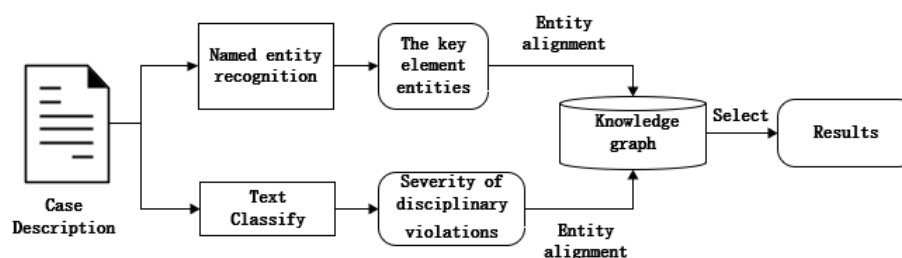 Case
Description
Named entity
recognition
The key
element
entities
Entity
alignment
Text
Classify
Severity of
disciplinary
violations
Entity
alignment
Knowledge
graph
Select
Results